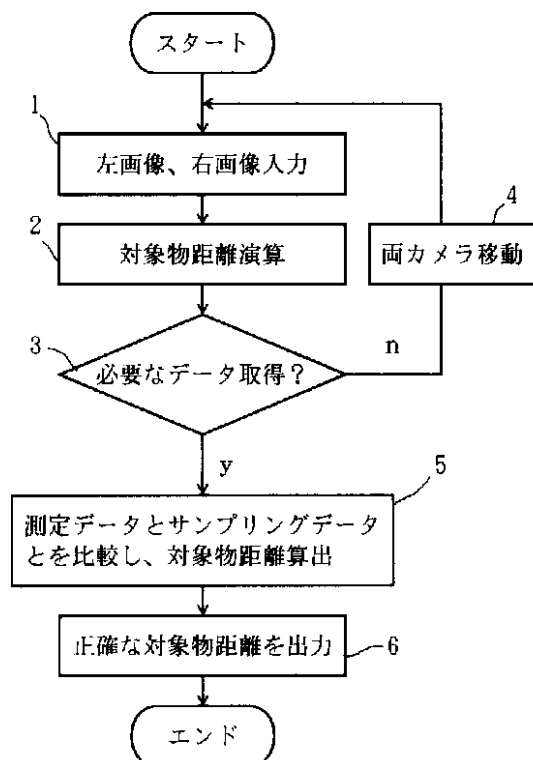 スタート
1
左画像、右画像入力
2
対象物距離演算
4
両カメラ移動
3
必要なデータ取得？
n
y
5
測定データとサンプリングデータ
とを比較し、対象物距離算出
正確な対象物距離を出力
6
エンド